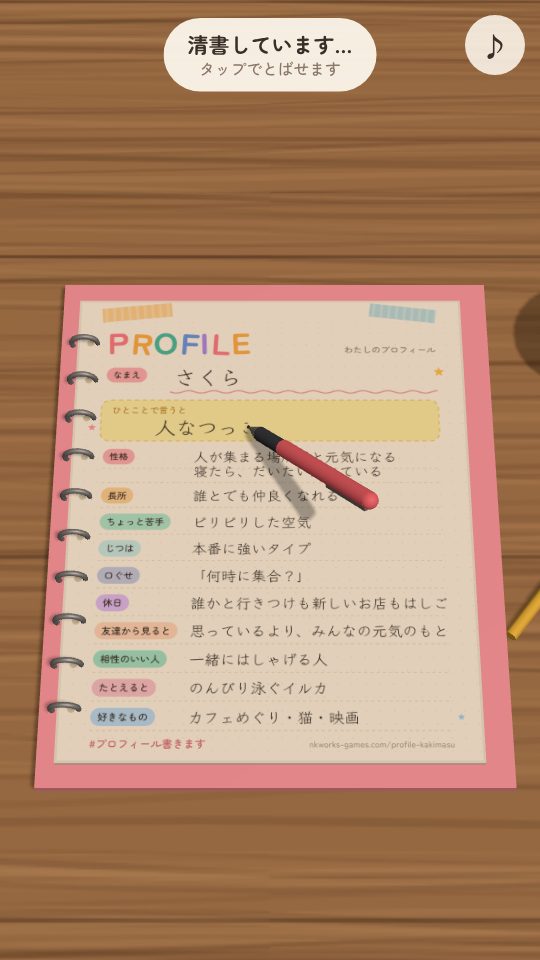 清書しています…
タップでとばせます
♪
PROFILE
わたしのプロフィール
なまえ
さくら
ひとことで言うと
人なつっこ
性格
人が集まる場 と元気になる
寝たら、だいたい ている
長所
誰とでも仲良くなれる
ちょっと苦手
ピリピリした空気
じつは
本番に強いタイプ
口ぐせ
「何時に集合？」
休日
誰かと行きつけも新しいお店もはしご
友達から見ると
思っているより、みんなの元気のもと
相性のいい人
一緒にはしゃげる人
たとえると
のんびり泳ぐイルカ
好きなもの
カフェめぐり・猫・映画
#プロフィール書きます
nkworks-games.com/profile-kakimasu